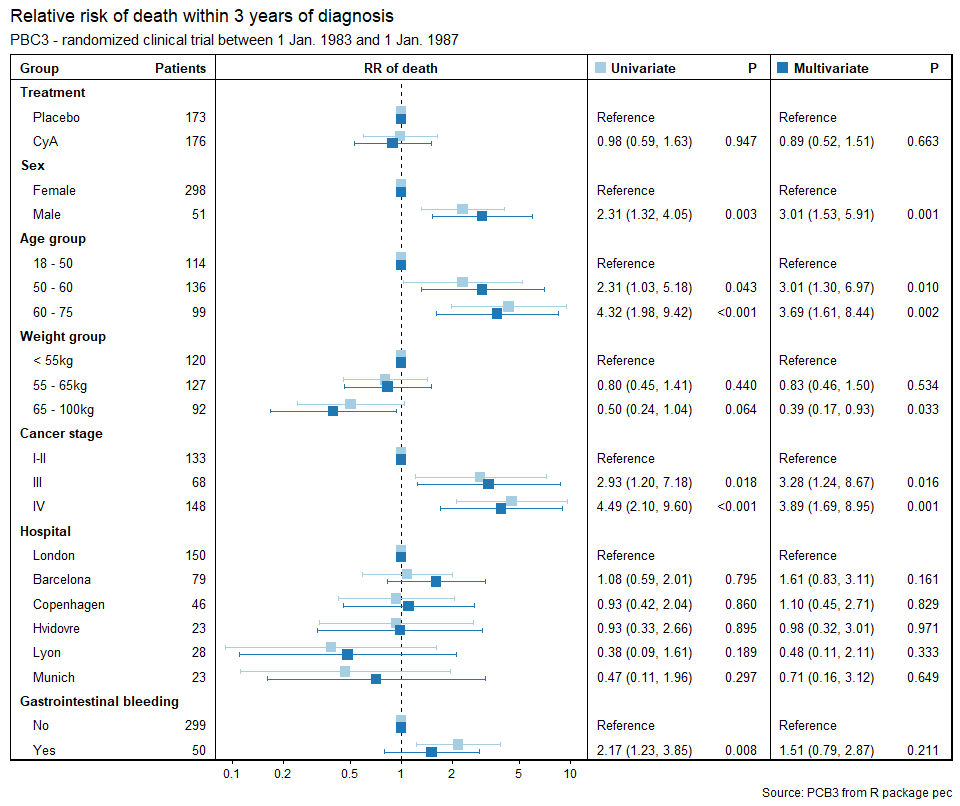 Relative risk of death within 3 years of diagnosis
PBC3 - randomized clinical trial between 1 Jan. 1983 and 1 Jan. 1987
Group Patients RR of death Univariate P Multivariate P
Treatment
Placebo 173 Reference Reference
CyA 176 0.98 (0.59, 1.63) 0.947 0.89 (0.52, 1.51) 0.663
Sex
Female 298 Reference Reference
Male 51 2.31 (1.32, 4.05) 0.003 3.01 (1.53, 5.91) 0.001
Age group
18 - 50 114 Reference Reference
50 - 60 136 2.31 (1.03, 5.18) 0.043 3.01 (1.30, 6.97) 0.010
60 - 75 99 4.32 (1.98, 9.42) <0.001 3.69 (1.61, 8.44) 0.002
Weight group
< 55kg 120 Reference Reference
55 - 65kg 127 0.80 (0.45, 1.41) 0.440 0.83 (0.46, 1.50) 0.534
65 - 100kg 92 0.50 (0.24, 1.04) 0.064 0.39 (0.17, 0.93) 0.033
Cancer stage
I-II 133 Reference Reference
III 68 2.93 (1.20, 7.18) 0.018 3.28 (1.24, 8.67) 0.016
IV 148 4.49 (2.10, 9.60) <0.001 3.89 (1.69, 8.95) 0.001
Hospital
London 150 Reference Reference
Barcelona 79 1.08 (0.59, 2.01) 0.795 1.61 (0.83, 3.11) 0.161
Copenhagen 46 0.93 (0.42, 2.04) 0.860 1.10 (0.45, 2.71) 0.829
Hvidovre 23 0.93 (0.33, 2.66) 0.895 0.98 (0.32, 3.01) 0.971
Lyon 28 0.38 (0.09, 1.61) 0.189 0.48 (0.11, 2.11) 0.333
Munich 23 0.47 (0.11, 1.96) 0.297 0.71 (0.16, 3.12) 0.649
Gastrointestinal bleeding
No 299 Reference Reference
Yes 50 2.17 (1.23, 3.85) 0.008 1.51 (0.79, 2.87) 0.211
0.1 0.2 0.5 1 2 5 10
Source: PCB3 from R package pec